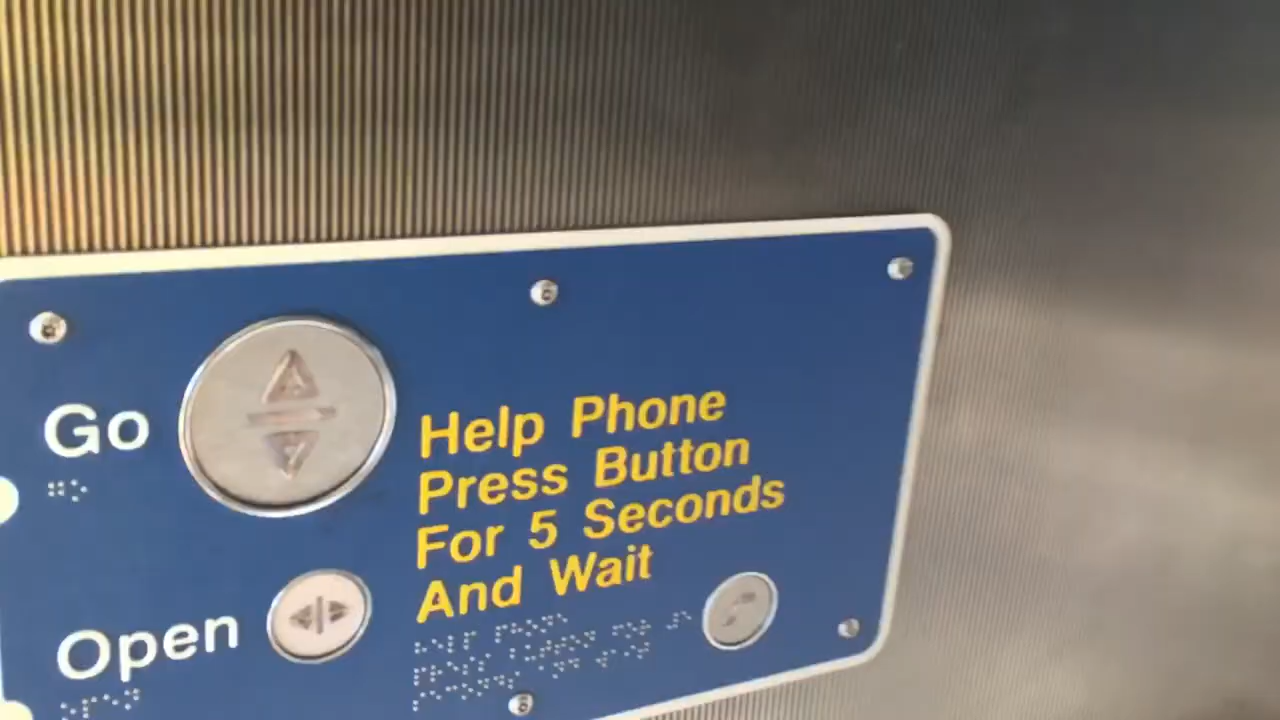 Go
Help Phone
Press Button
For 5 Seconds
And Wait
Open